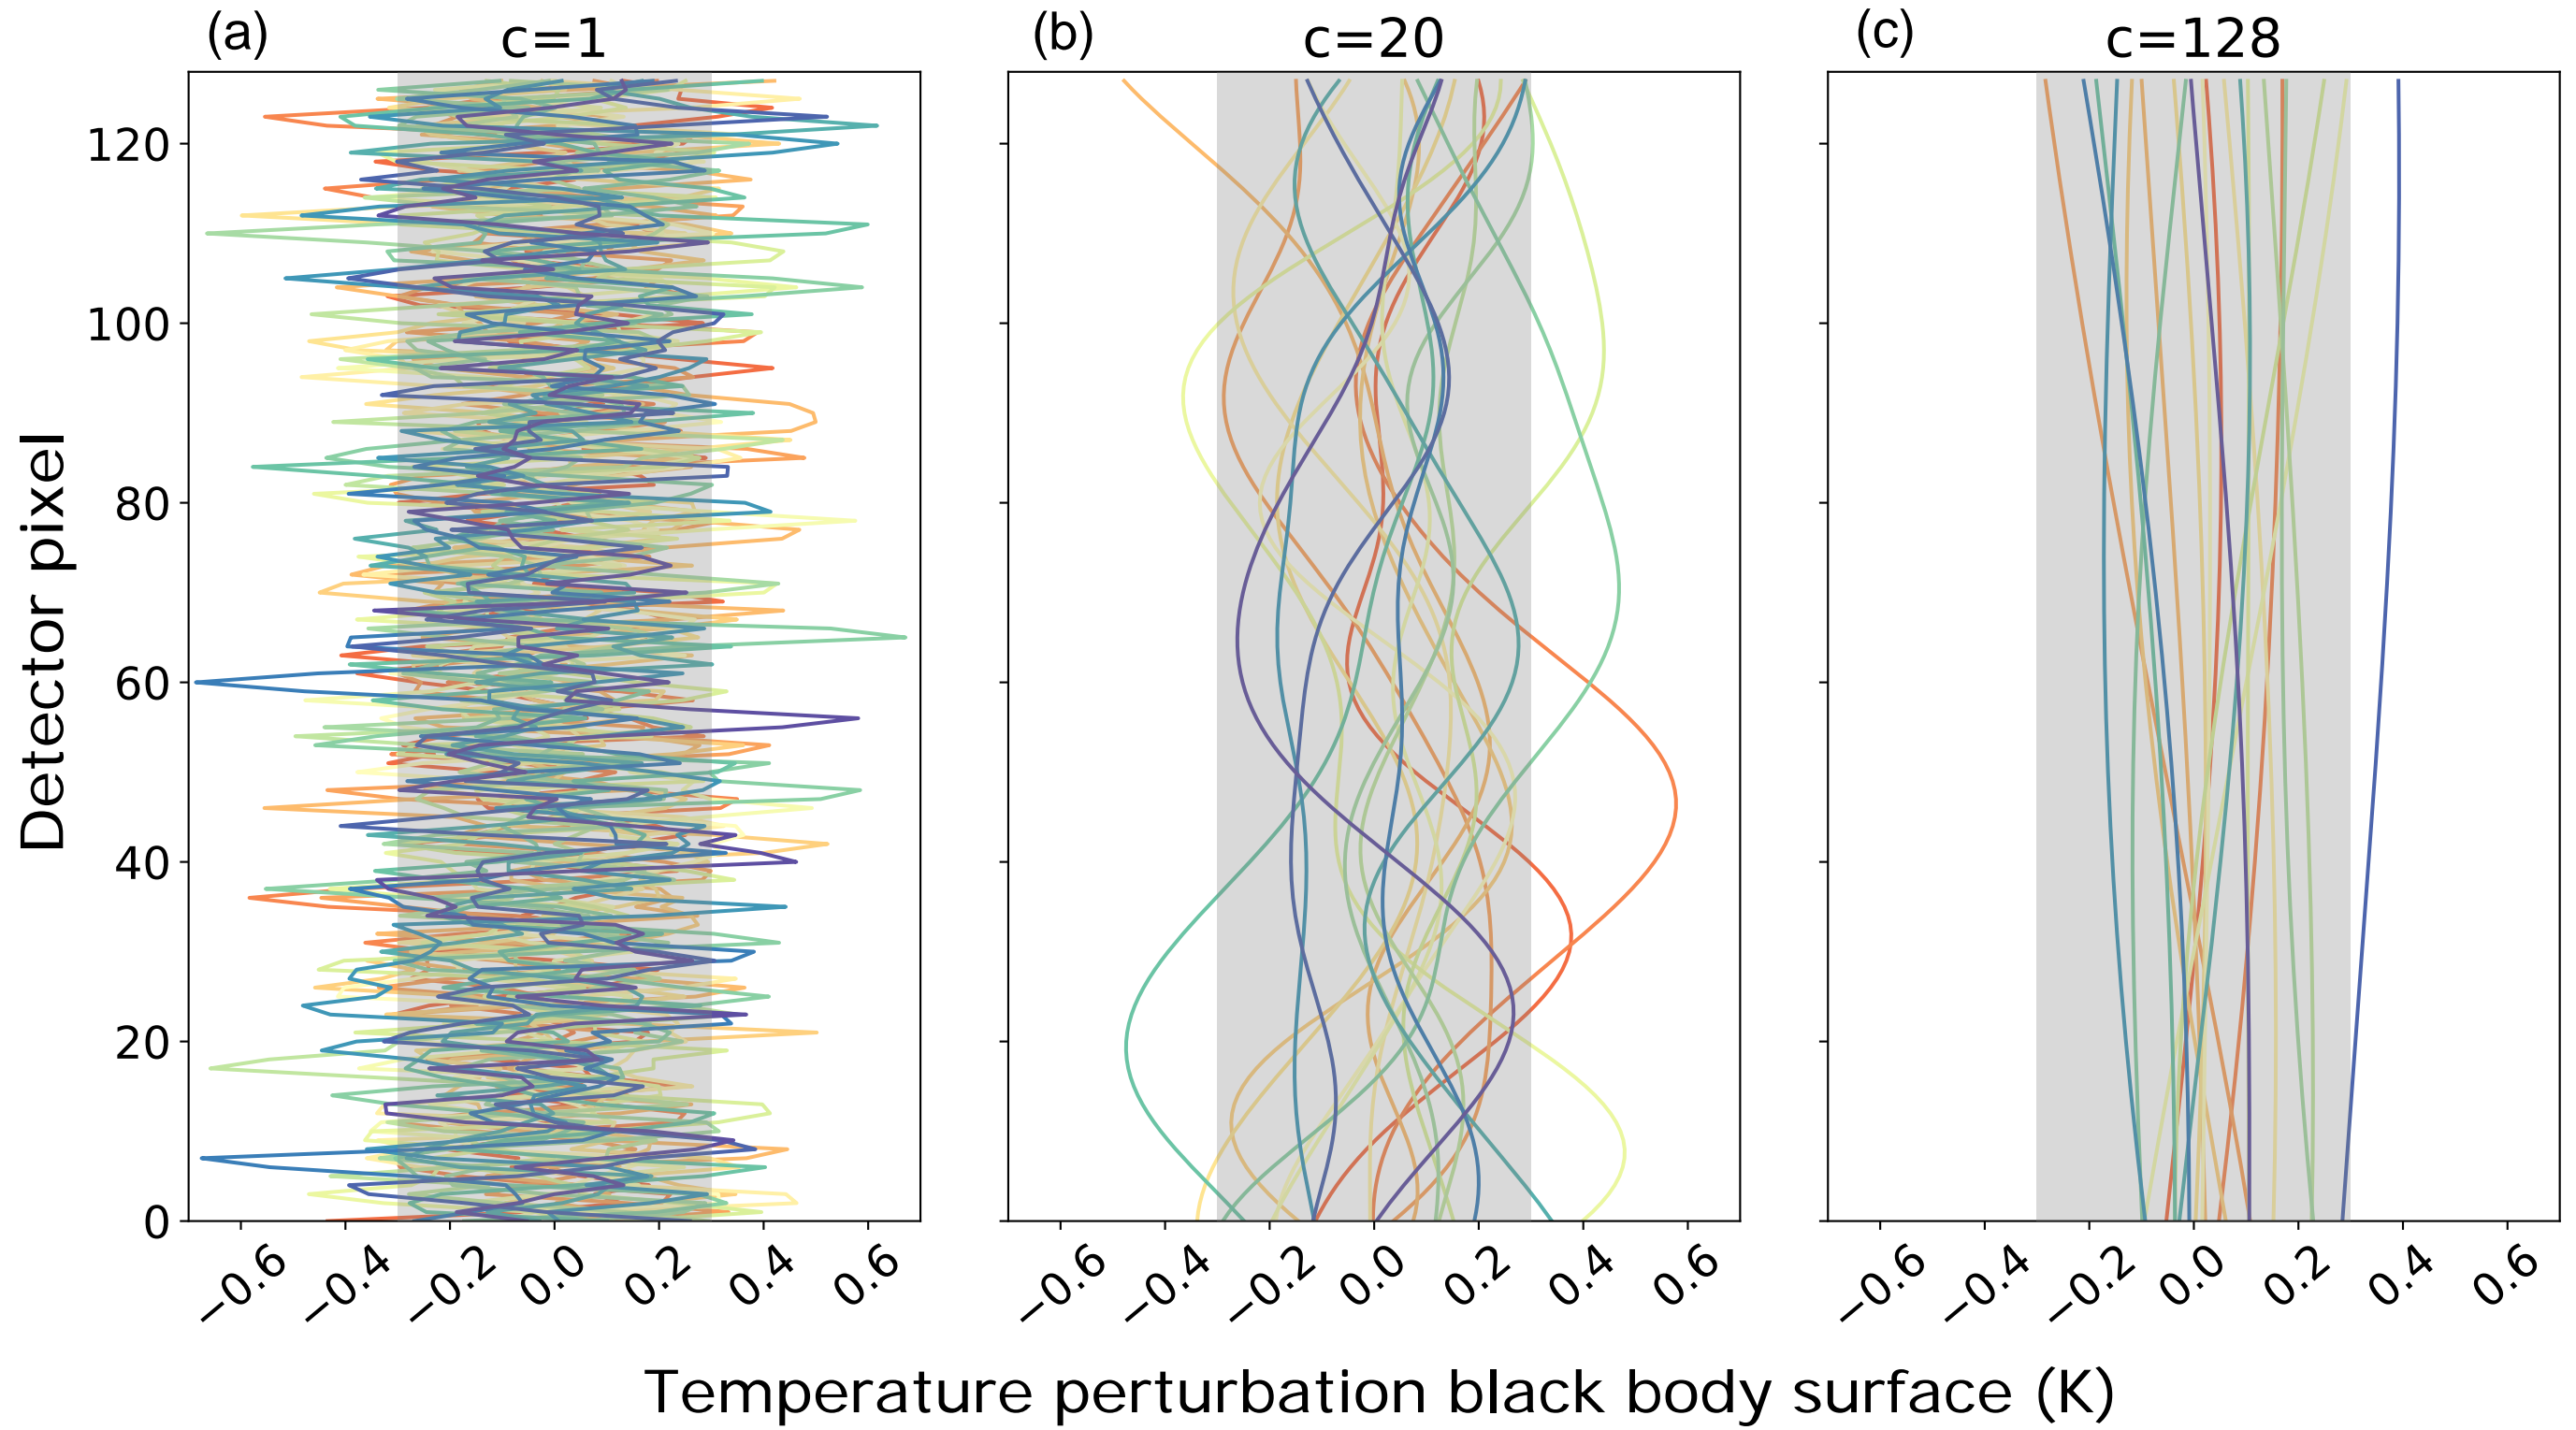 (a) c=1 (b) c=20 (c) c=128
Detector pixel
120
100
80
60
40
20
0
−0.6 −0.4 −0.2 0.0 0.2 0.4 0.6 −0.6 −0.4 −0.2 0.0 0.2 0.4 0.6 −0.6 −0.4 −0.2 0.0 0.2 0.4 0.6
Temperature perturbation black body surface (K)